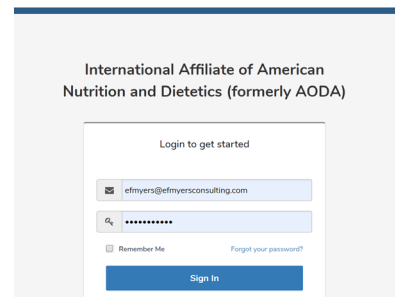 International Affiliate of American
Nutrition and Dietetics (formerly AODA)
Login to get started
efmyers@efmyersconsulting.com
•••••••••••
Remember Me Forgot your password?
Sign In